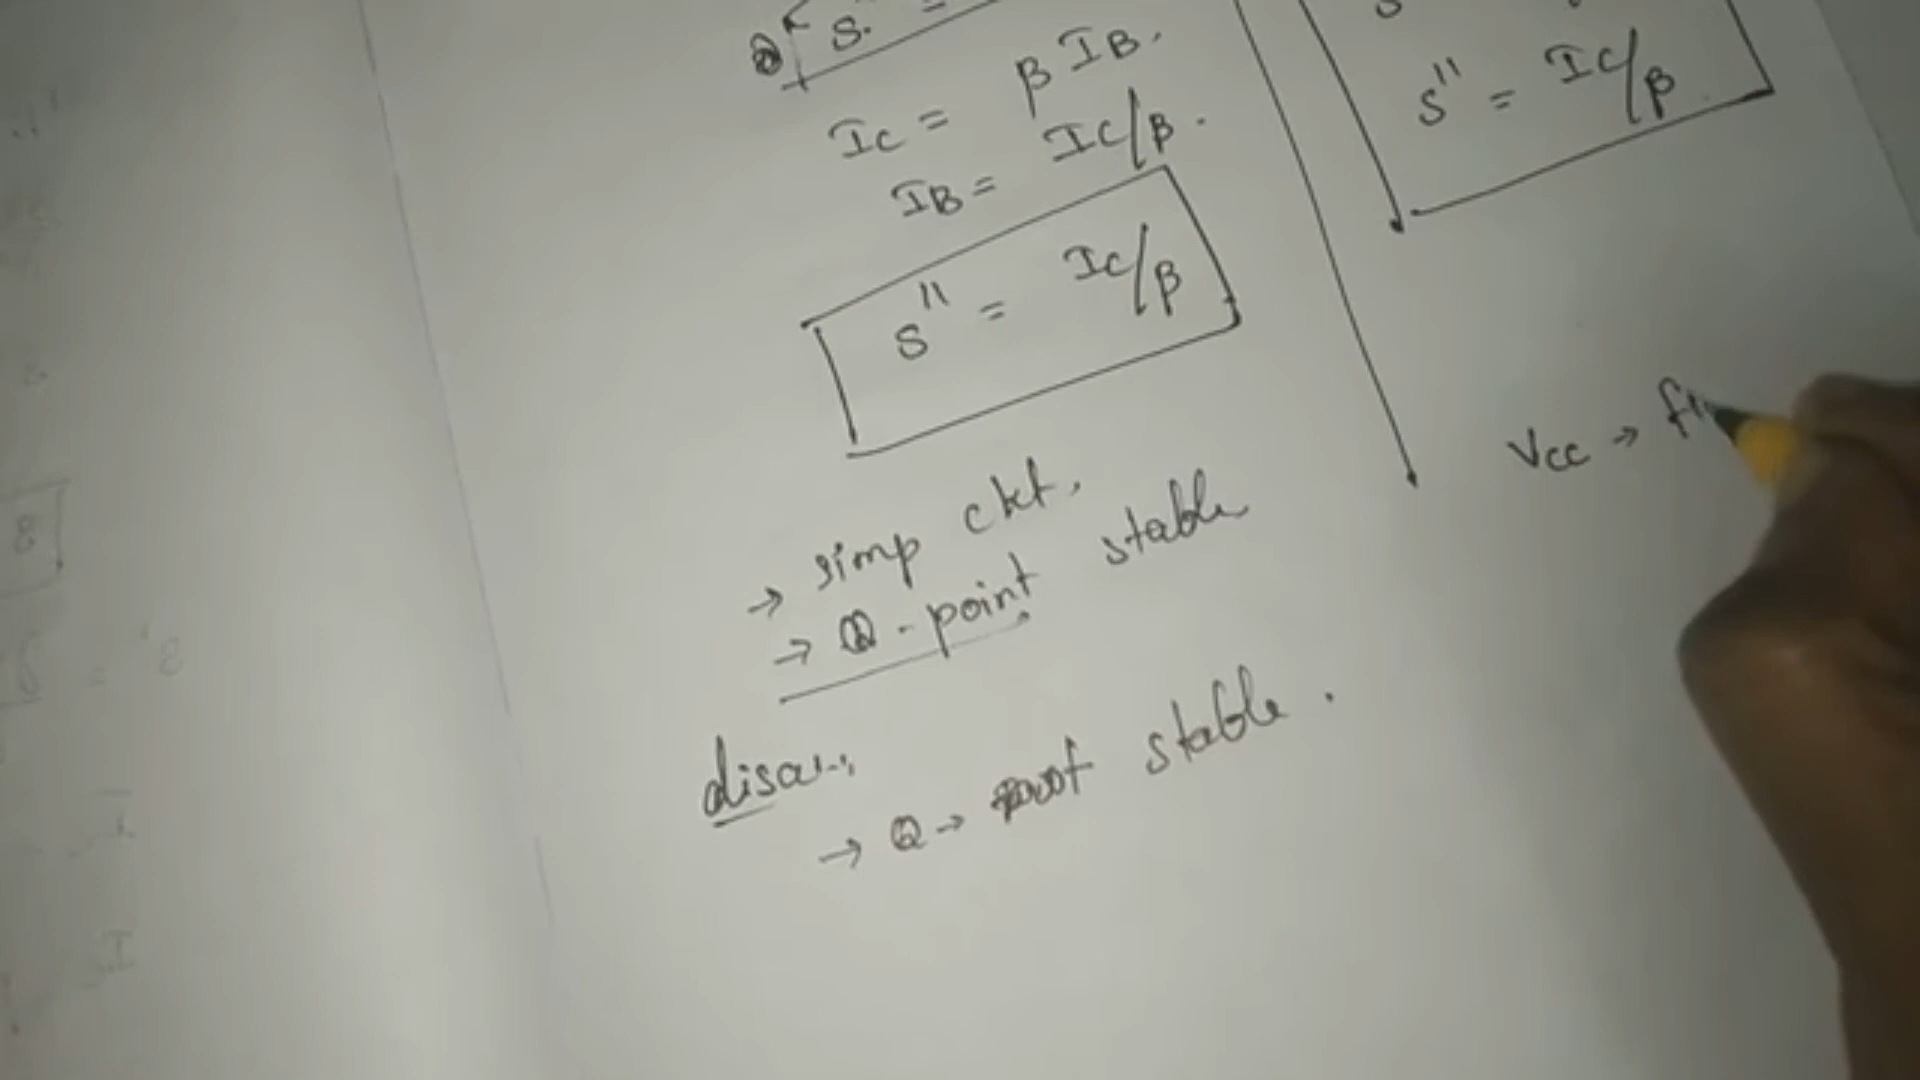 S. =
Ic = β IB.
IB = Ic/β.
S" = Ic/β
→ simp ckt.
→ Q - point stable
disa..
→ Q → not stable.
S" = Ic/β
Vcc →